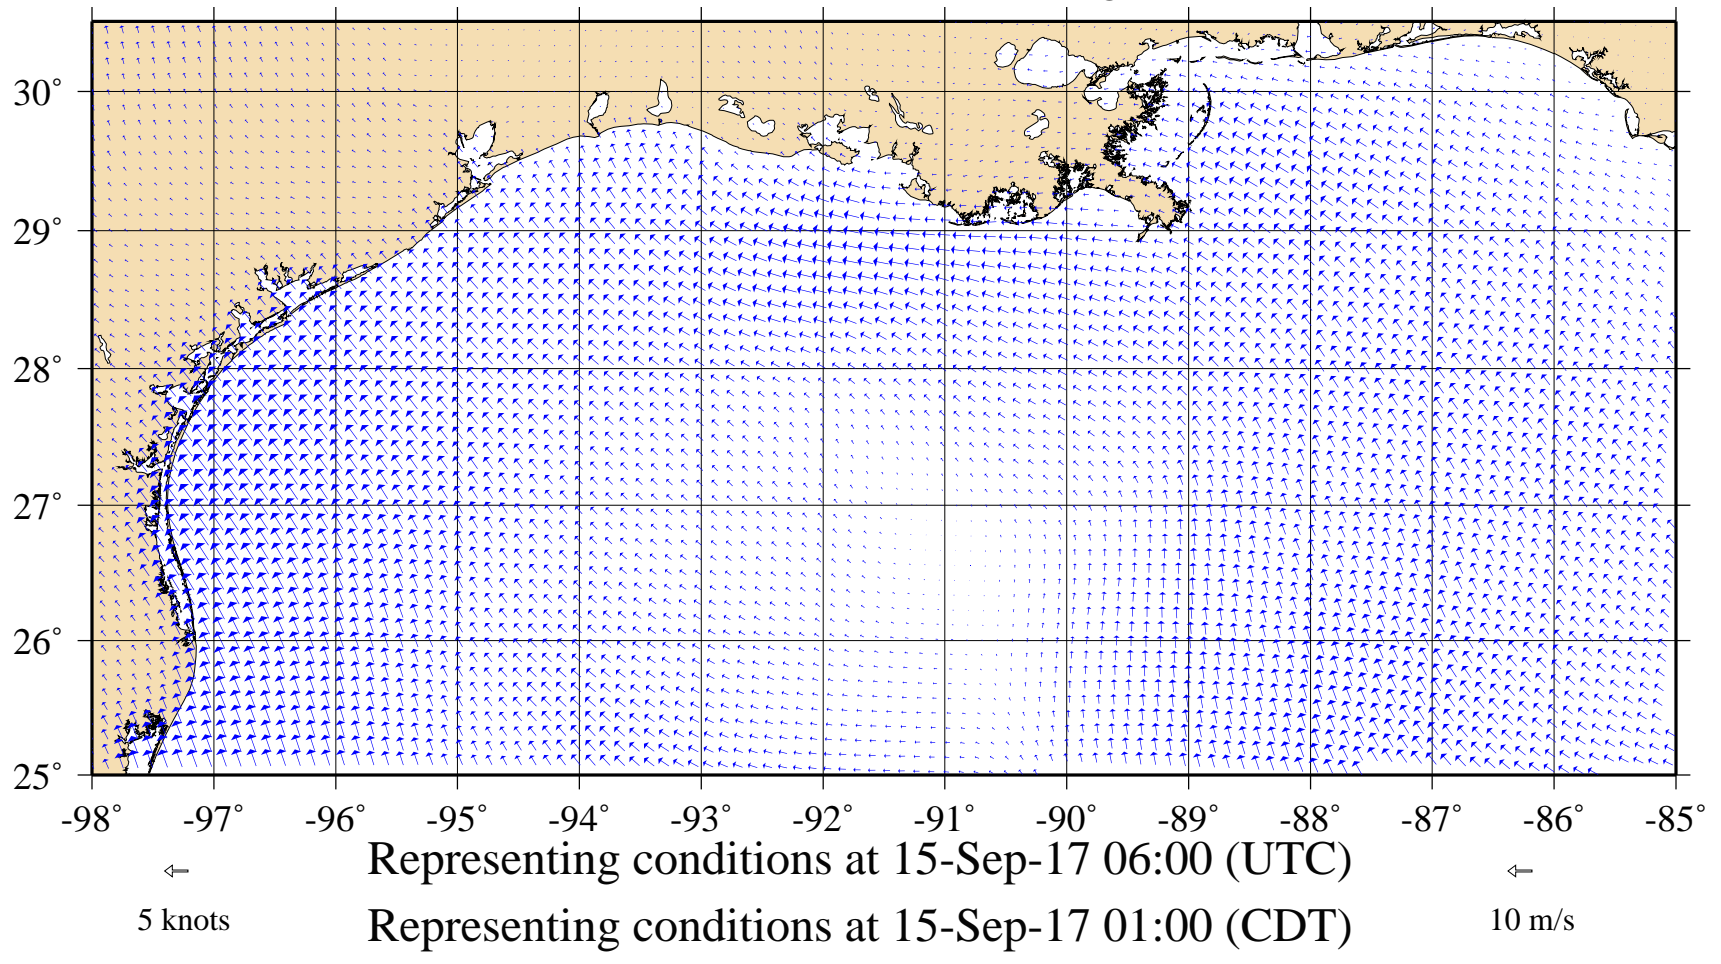 30°
29°
28°
27°
26°
25°
-98° -97° -96° -95° -94° -93° -92° -91° -90° -89° -88° -87° -86° -85°
Representing conditions at 15-Sep-17 06:00 (UTC)
5 knots
Representing conditions at 15-Sep-17 01:00 (CDT)
10 m/s